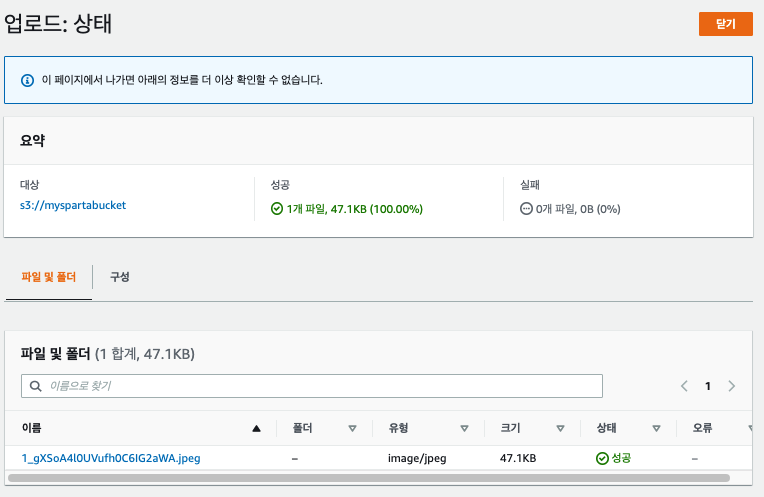 업로드: 상태
닫기
이 페이지에서 나가면 아래의 정보를 더 이상 확인할 수 없습니다.
요약
대상
s3://myspartabucket
성공
1개 파일, 47.1KB (100.00%)
실패
0개 파일, 0B (0%)
파일 및 폴더
구성
파일 및 폴더 (1 합계, 47.1KB)
이름으로 찾기
1
이름 폴더 유형 크기 상태 오류
1_gXSoA4l0UVufh0C6IG2aWA.jpeg – image/jpeg 47.1KB 성공 –